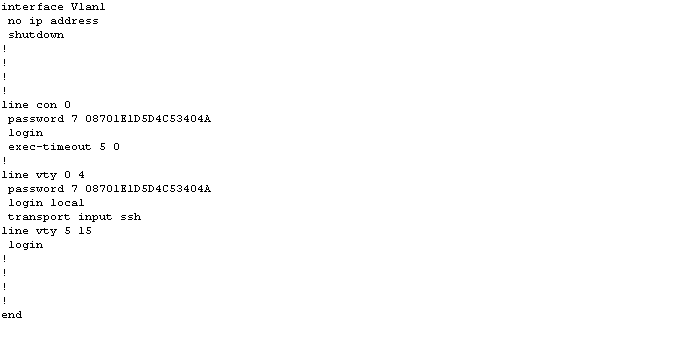 interface Vlan1
 no ip address
 shutdown
!
!
!
!
line con 0
 password 7 08701E1D5D4C53404A
 login
 exec-timeout 5 0
!
line vty 0 4
 password 7 08701E1D5D4C53404A
 login local
 transport input ssh
line vty 5 15
 login
!
!
!
!
end